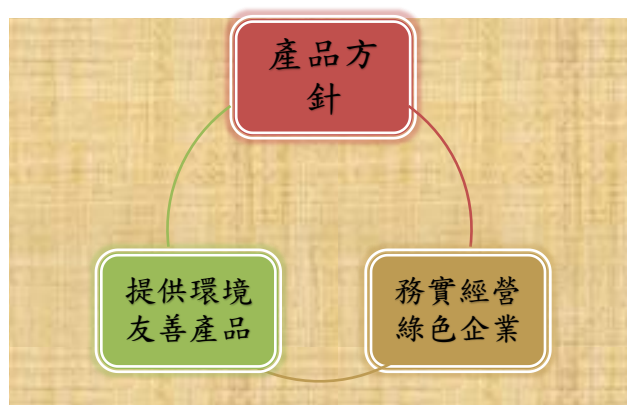 產品方
針
提供環境
友善產品
務實經營
綠色企業